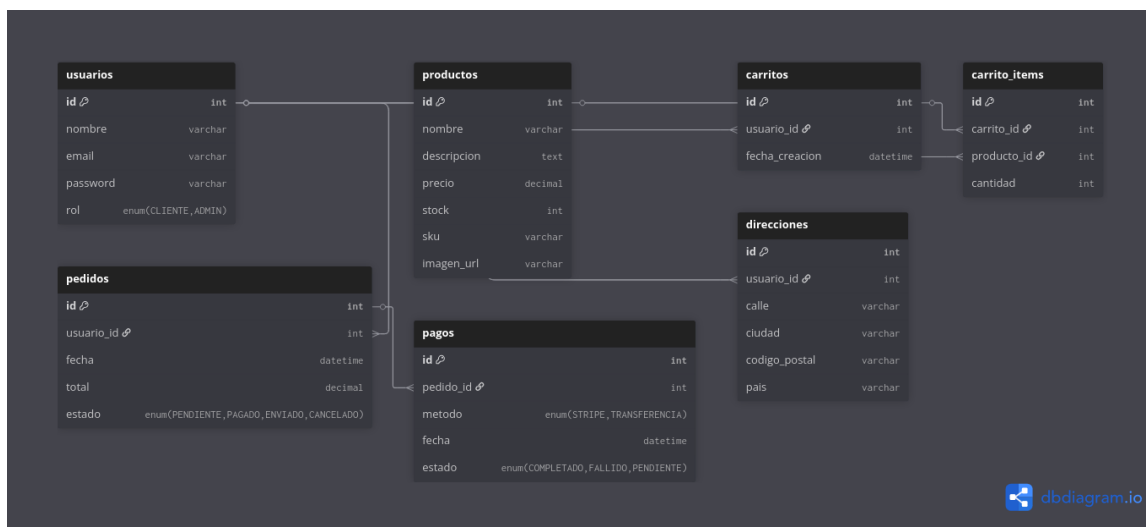 usuarios
id int
nombre varchar
email varchar
password varchar
rol enum(CLIENTE,ADMIN)
productos
id int
nombre varchar
descripcion text
precio decimal
stock int
sku varchar
imagen_url varchar
carritos
id int
usuario_id int
fecha_creacion datetime
carrito_items
id int
carrito_id int
producto_id int
cantidad int
direcciones
id int
usuario_id int
calle varchar
ciudad varchar
codigo_postal varchar
pais varchar
pedidos
id int
usuario_id int
fecha datetime
total decimal
estado enum(PENDIENTE,PAGADO,ENVIADO,CANCELADO)
pagos
id int
pedido_id int
metodo enum(STRIPE,TRANSFERENCIA)
fecha datetime
estado enum(COMPLETADO,FALLIDO,PENDIENTE)
dbdiagram.io